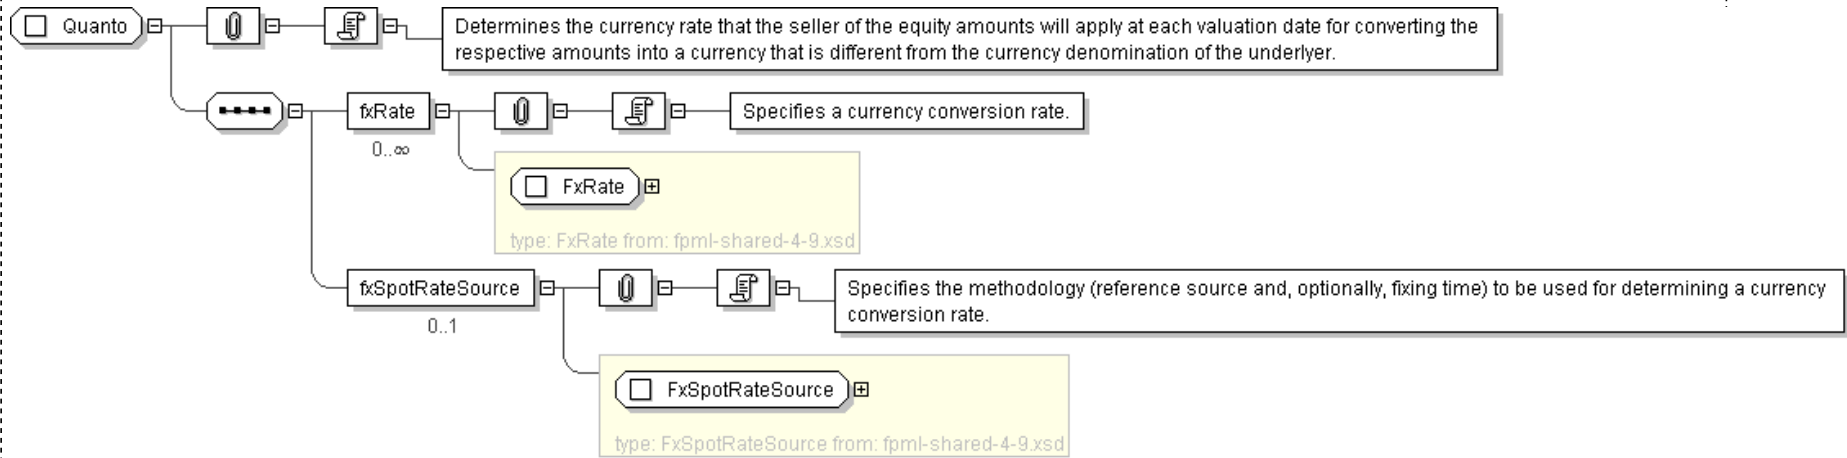 Quanto
Determines the currency rate that the seller of the equity amounts will apply at each valuation date for converting the
respective amounts into a currency that is different from the currency denomination of the underlyer.
fxRate
Specifies a currency conversion rate.
0..∞
FxRate
type: FxRate from: fpml-shared-4-9.xsd
fxSpotRateSource
Specifies the methodology (reference source and, optionally, fixing time) to be used for determining a currency
conversion rate.
0..1
FxSpotRateSource
type: FxSpotRateSource from: fpml-shared-4-9.xsd